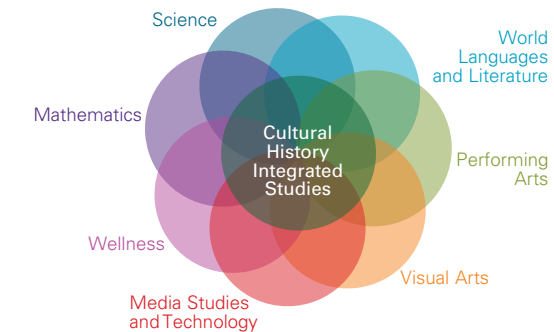 Science
World
Languages
and Literature
Mathematics
Cultural
History
Integrated
Studies
Performing
Arts
Wellness
Visual Arts
Media Studies
and Technology